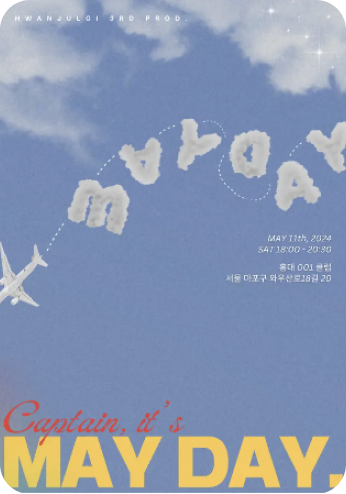 HWANJULGI 3RD PROD.
MAYDAY
MAY 11th, 2024
SAT 18:00 - 20:30
홍대 001 클럽
서울 마포구 와우산로18길 20
Captain, it's
MAY DAY.